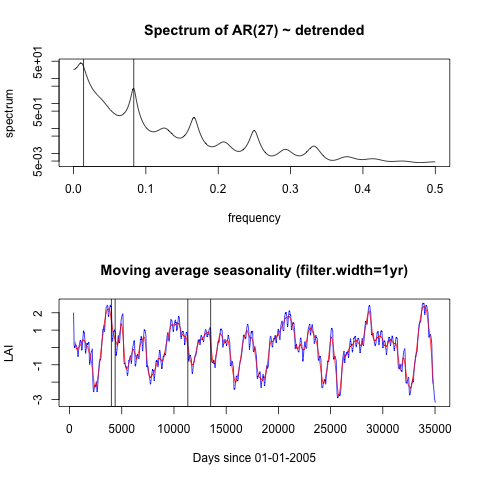 Spectrum of AR(27) ~ detrended
spectrum
5e+01
5e-01
5e-03
0.0 0.1 0.2 0.3 0.4 0.5
frequency
Moving average seasonality (filter.width=1yr)
LAI
2
1
-1
-3
0 5000 10000 15000 20000 25000 30000 35000
Days since 01-01-2005